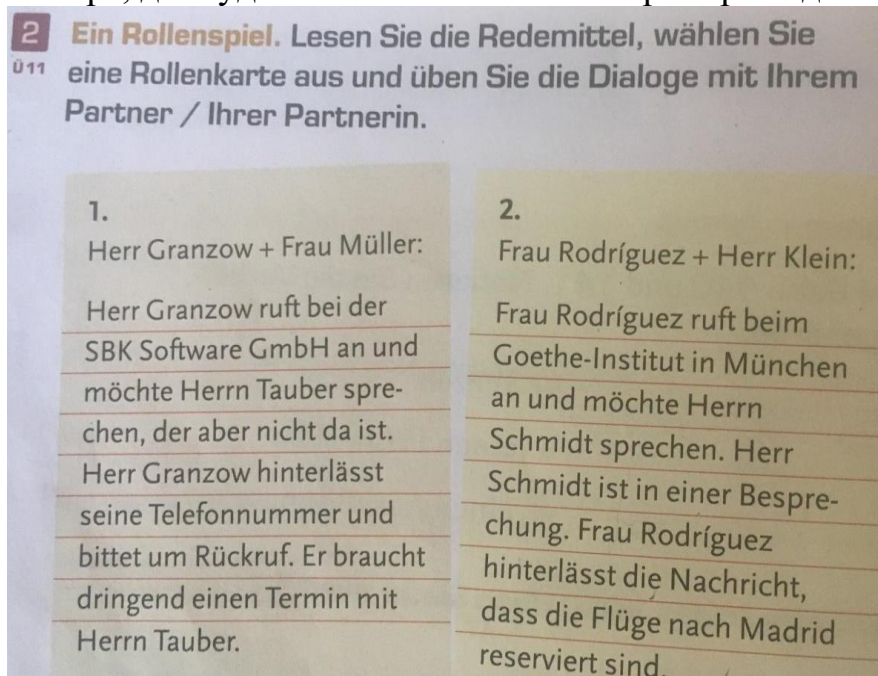 2 Ein Rollenspiel. Lesen Sie die Redemittel, wählen Sie
Ü11 eine Rollenkarte aus und üben Sie die Dialoge mit Ihrem
Partner / Ihrer Partnerin.
1.
Herr Granzow + Frau Müller:
Herr Granzow ruft bei der
SBK Software GmbH an und
möchte Herrn Tauber spre-
chen, der aber nicht da ist.
Herr Granzow hinterlässt
seine Telefonnummer und
bittet um Rückruf. Er braucht
dringend einen Termin mit
Herrn Tauber.
2.
Frau Rodríguez + Herr Klein:
Frau Rodríguez ruft beim
Goethe-Institut in München
an und möchte Herrn
Schmidt sprechen. Herr
Schmidt ist in einer Bespre-
chung. Frau Rodríguez
hinterlässt die Nachricht,
dass die Flüge nach Madrid
reserviert sind.